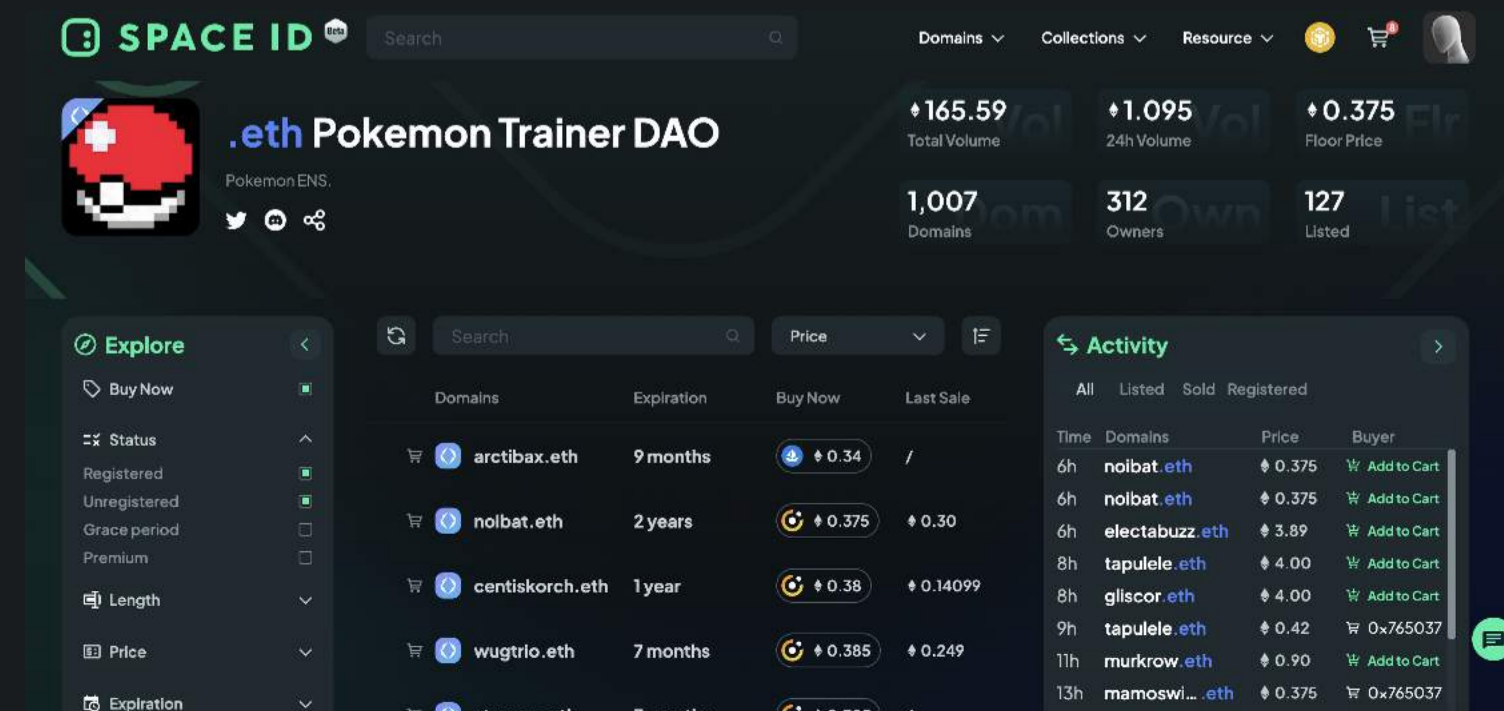 SPACE ID Beta
Search
Domains Collections Resource
8
.eth Pokemon Trainer DAO
Pokemon ENS.
165.59
Total Volume
1.095
24h Volume
0.375
Floor Price
1,007
Domains
312
Owners
127
Listed
Explore
Buy Now
Status
Registered
Unregistered
Grace period
Premium
Length
Price
Expiration
Search
Price
Domains Expiration Buy Now Last Sale
arctibax.eth 9 months 0.34 /
noibat.eth 2 years 0.375 0.30
centiskorch.eth 1 year 0.38 0.14099
wugtrio.eth 7 months 0.385 0.249
Activity
All Listed Sold Registered
Time Domains Price Buyer
6h noibat.eth 0.375 Add to Cart
6h noibat.eth 0.375 Add to Cart
6h electabuzz.eth 3.89 Add to Cart
8h tapulele.eth 4.00 Add to Cart
8h gliscor.eth 4.00 Add to Cart
9h tapulele.eth 0.42 0x765037
11h murkrow.eth 0.90 Add to Cart
13h mamoswi... .eth 0.375 0x765037